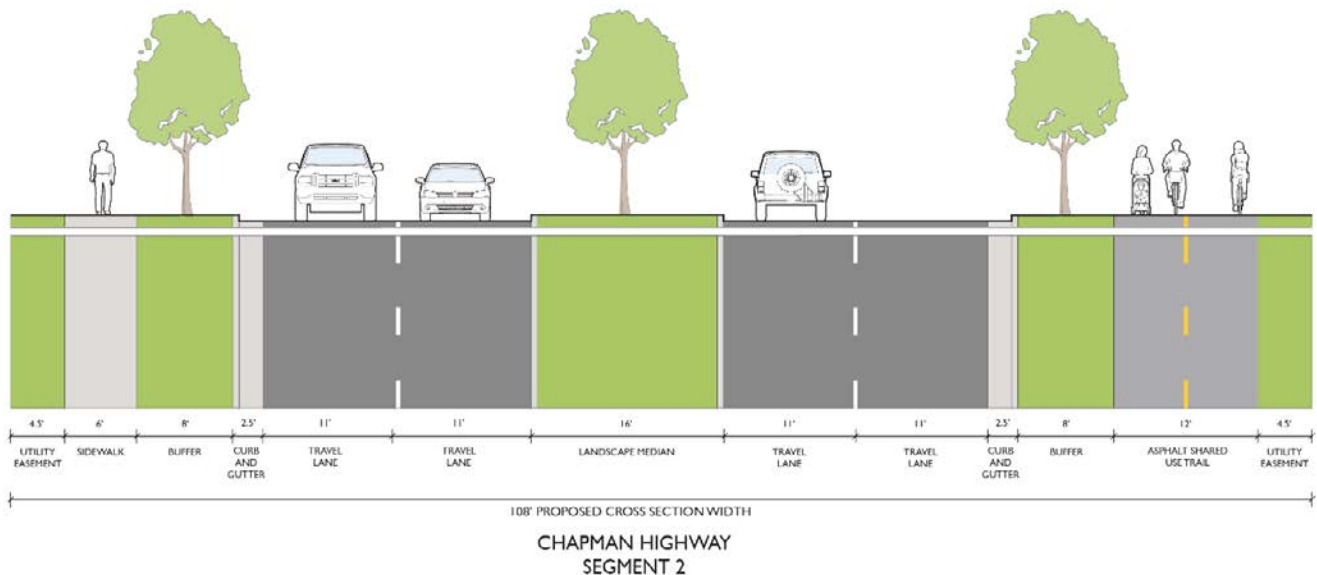 4.5' 6' 8' 2.5' 11' 11' 16' 11' 11' 2.5' 8' 12' 4.5'
UTILITY EASEMENT
SIDEWALK
BUFFER
CURB AND GUTTER
TRAVEL LANE
TRAVEL LANE
LANDSCAPE MEDIAN
TRAVEL LANE
TRAVEL LANE
CURB AND GUTTER
BUFFER
ASPHALT SHARED USE TRAIL
UTILITY EASEMENT
108' PROPOSED CROSS SECTION WIDTH
CHAPMAN HIGHWAY
SEGMENT 2